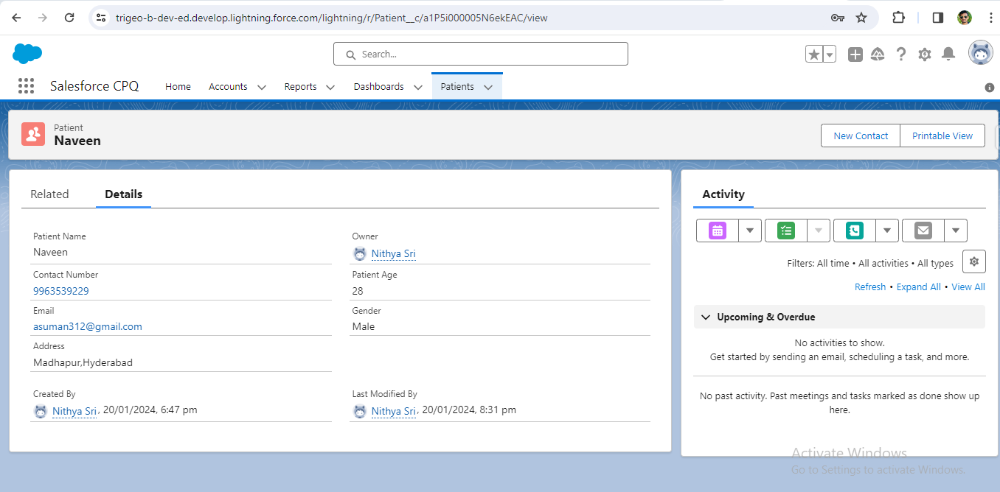 trigeo-b-dev-ed.develop.lightning.force.com/lightning/r/Patient__c/a1P5i000005N6ekEAC/view
Search...
Salesforce CPQ
Home
Accounts
Reports
Dashboards
Patients
Patient
Naveen
New Contact
Printable View
Related
Details
Patient Name
Naveen
Owner
Nithya Sri
Contact Number
9963539229
Patient Age
28
Email
asuman312@gmail.com
Gender
Male
Address
Madhapur,Hyderabad
Created By
Nithya Sri, 20/01/2024, 6:47 pm
Last Modified By
Nithya Sri, 20/01/2024, 8:31 pm
Activity
Filters: All time • All activities • All types
Refresh • Expand All • View All
Upcoming & Overdue
No activities to show.
Get started by sending an email, scheduling a task, and more.
No past activity. Past meetings and tasks marked as done show up
here.
Activate Windows
Go to Settings to activate Windows.